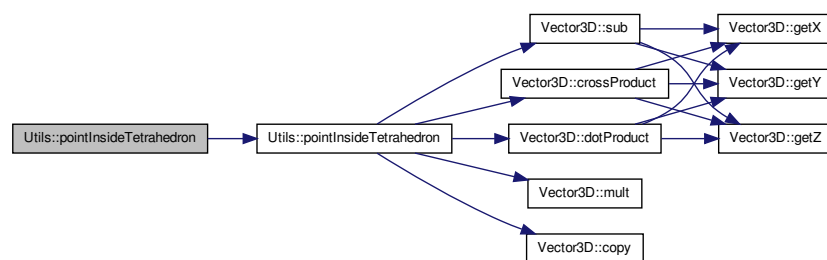 Vector3D::sub
Vector3D::getX
Vector3D::crossProduct
Vector3D::getY
Utils::pointInsideTetrahedron
Utils::pointInsideTetrahedron
Vector3D::dotProduct
Vector3D::getZ
Vector3D::mult
Vector3D::copy